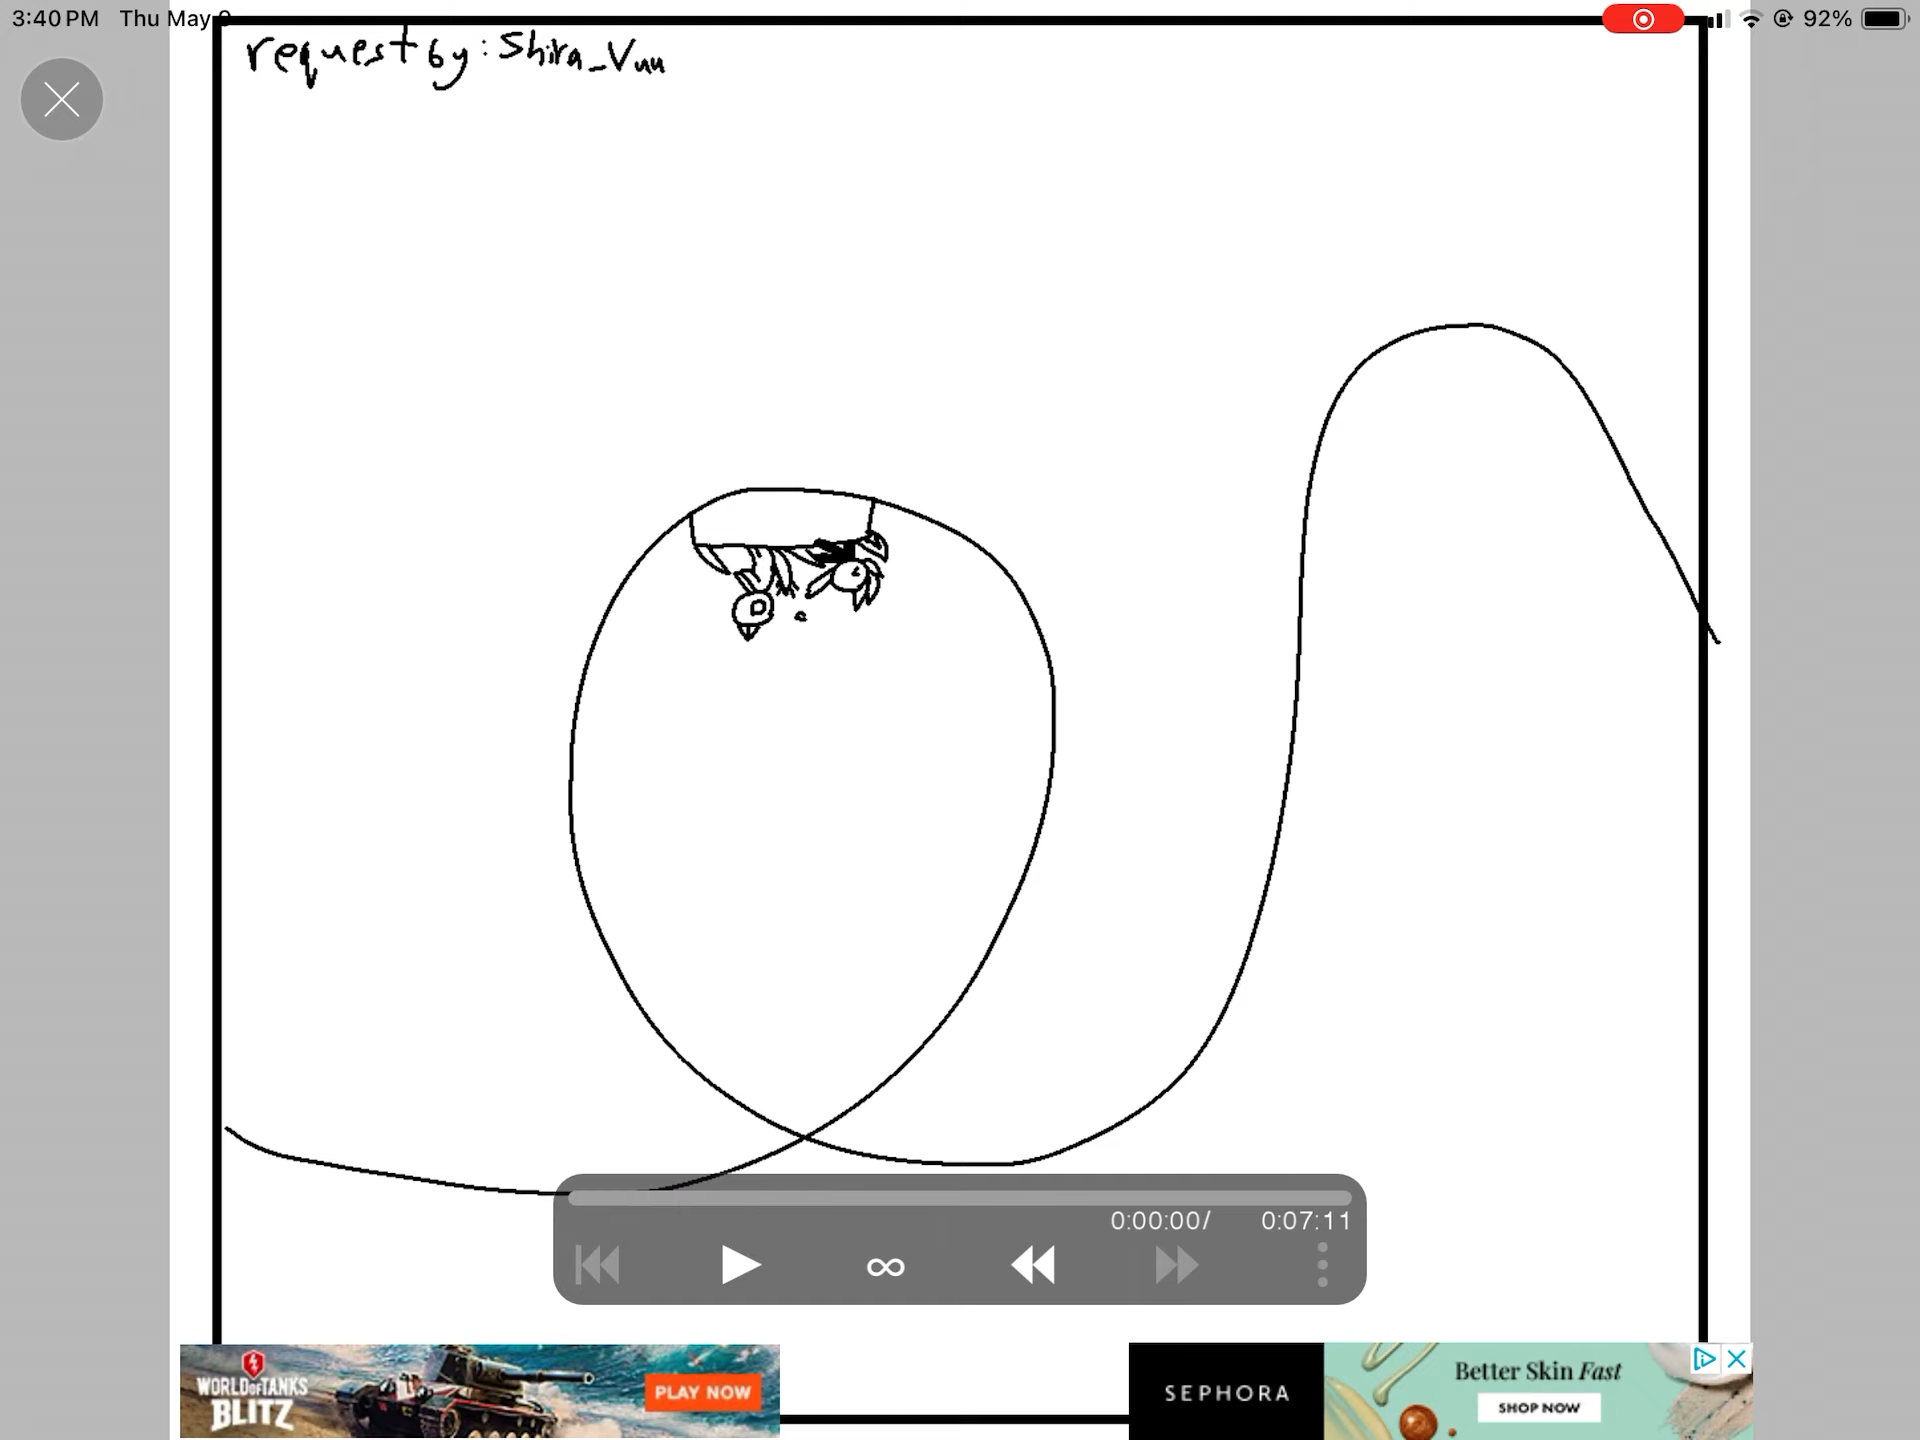 3:40 PM Thu May 9
92%
request by: Shira_Vuu
0:00:00/ 0:07:11
WORLD OF TANKS
BLITZ
PLAY NOW
SEPHORA
Better Skin Fast
SHOP NOW